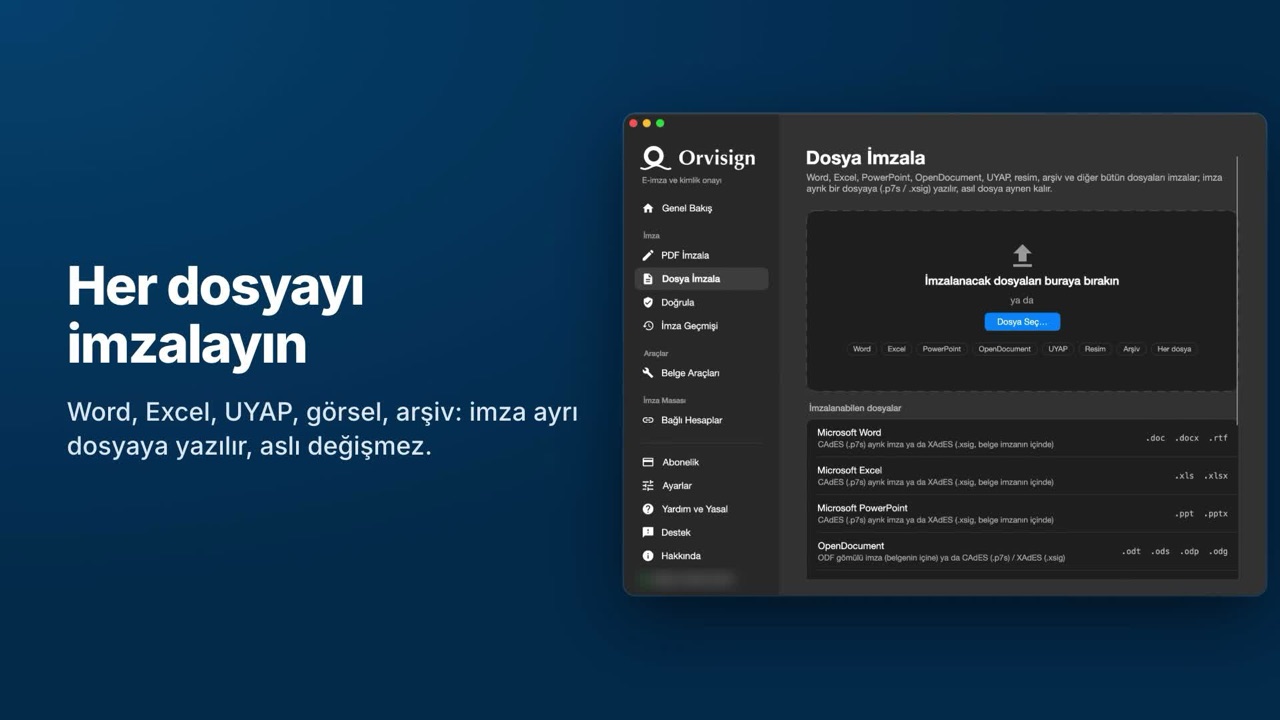 Her dosyayı
imzalayın
Word, Excel, UYAP, görsel, arşiv: imza ayrı
dosyaya yazılır, aslı değişmez.
Orvisign
E-imza ve kimlik onayı
Genel Bakış
İmza
PDF İmzala
Dosya İmzala
Doğrula
İmza Geçmişi
Araçlar
Belge Araçları
İmza Masası
Bağlı Hesaplar
Abonelik
Ayarlar
Yardım ve Yasal
Destek
Hakkında
Dosya İmzala
Word, Excel, PowerPoint, OpenDocument, UYAP, resim, arşiv ve diğer bütün dosyaları imzalar; imza
ayrık bir dosyaya (.p7s / .xsig) yazılır, asıl dosya aynen kalır.
İmzalanacak dosyaları buraya bırakın
ya da
Dosya Seç...
Word Excel PowerPoint OpenDocument UYAP Resim Arşiv Her dosya
İmzalanabilen dosyalar
Microsoft Word
CAdES (.p7s) ayrık imza ya da XAdES (.xsig, belge imzanın içinde)
.doc .docx .rtf
Microsoft Excel
CAdES (.p7s) ayrık imza ya da XAdES (.xsig, belge imzanın içinde)
.xls .xlsx
Microsoft PowerPoint
CAdES (.p7s) ayrık imza ya da XAdES (.xsig, belge imzanın içinde)
.ppt .pptx
OpenDocument
ODF gömülü imza (belgenin içine) ya da CAdES (.p7s) / XAdES (.xsig)
.odt .ods .odp .odg